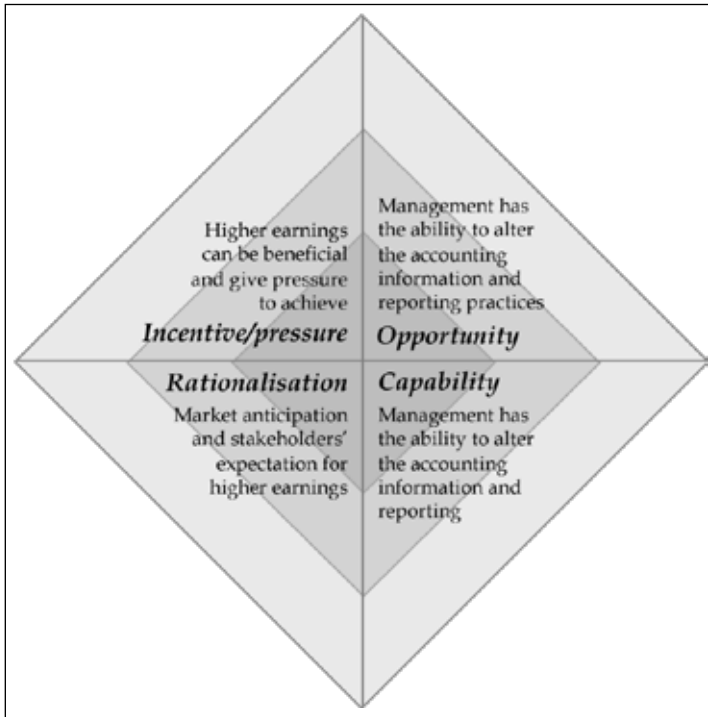 Higher earnings
can be beneficial
and give pressure
to achieve
Incentive/pressure
Management has
the ability to alter
the accounting
information and
reporting practices
Opportunity
Rationalisation
Market anticipation
and stakeholders'
expectation for
higher earnings
Capability
Management has
the ability to alter
the accounting
information and
reporting